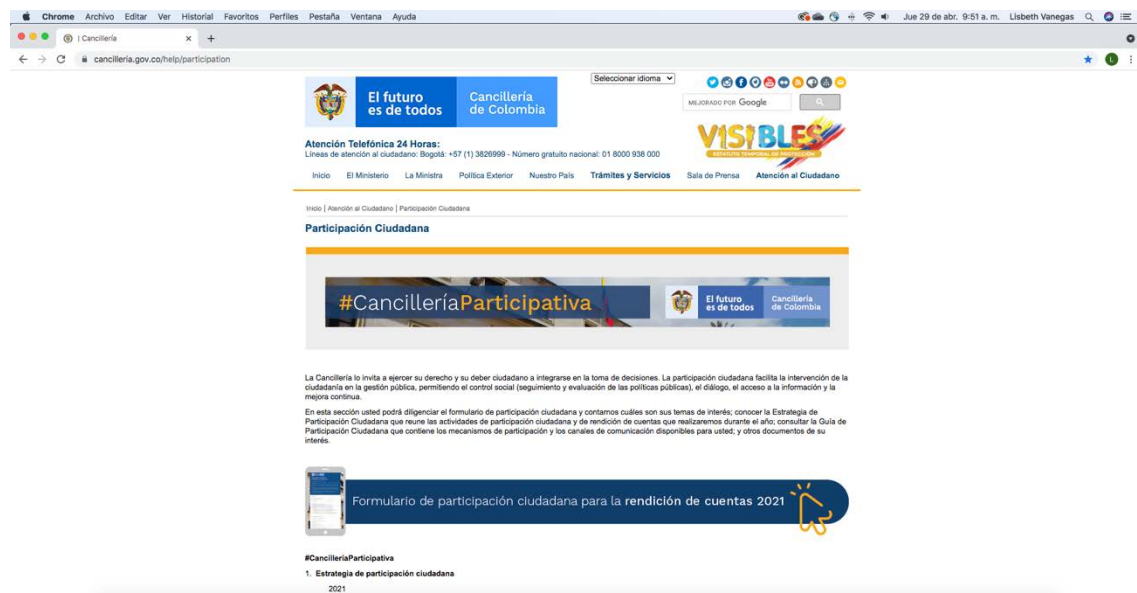 Chrome Archivo Editar Ver Historial Favoritos Perfiles Pestaña Ventana Ayuda
Jue 29 de abr. 9:51 a. m. Lisbeth Vanegas
| Cancillería
cancilleria.gov.co/help/participation
L
Seleccionar idioma
El futuro
es de todos
Cancillería
de Colombia
MEJORADO POR Google
VISIBLES
ESTATUTO TEMPORAL DE PROTECCIÓN
Atención Telefónica 24 Horas:
Líneas de atención al ciudadano: Bogotá: +57 (1) 3826999 - Número gratuito nacional: 01 8000 938 000
Inicio El Ministerio La Ministra Política Exterior Nuestro País Trámites y Servicios Sala de Prensa Atención al Ciudadano
Inicio | Atención al Ciudadano | Participación Ciudadana
Participación Ciudadana
#CancilleríaParticipativa
El futuro
es de todos
Cancillería
de Colombia
La Cancillería lo invita a ejercer su derecho y su deber ciudadano a integrarse en la toma de decisiones. La participación ciudadana facilita la intervención de la
ciudadanía en la gestión pública, permitiendo el control social (seguimiento y evaluación de las políticas públicas), el diálogo, el acceso a la información y la
mejora continua.
En esta sección usted podrá diligenciar el formulario de participación ciudadana y contarnos cuáles son sus temas de interés; conocer la Estrategia de
Participación Ciudadana que reune las actividades de participación ciudadana y de rendición de cuentas que realizaremos durante el año; consultar la Guía de
Participación Ciudadana que contiene los mecanismos de participación y los canales de comunicación disponibles para usted; y otros documentos de su
interés.
Formulario de participación ciudadana para la rendición de cuentas 2021
#CancilleriaParticipativa
1. Estrategia de participación ciudadana
2021